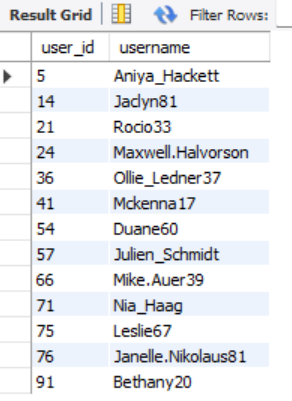 Result Grid Filter Rows:
user_id username
5 Aniya_Hackett
14 Jaclyn81
21 Rocio33
24 Maxwell.Halvorson
36 Ollie_Ledner37
41 Mckenna17
54 Duane60
57 Julien_Schmidt
66 Mike.Auer39
71 Nia_Haag
75 Leslie67
76 Janelle.Nikolaus81
91 Bethany20